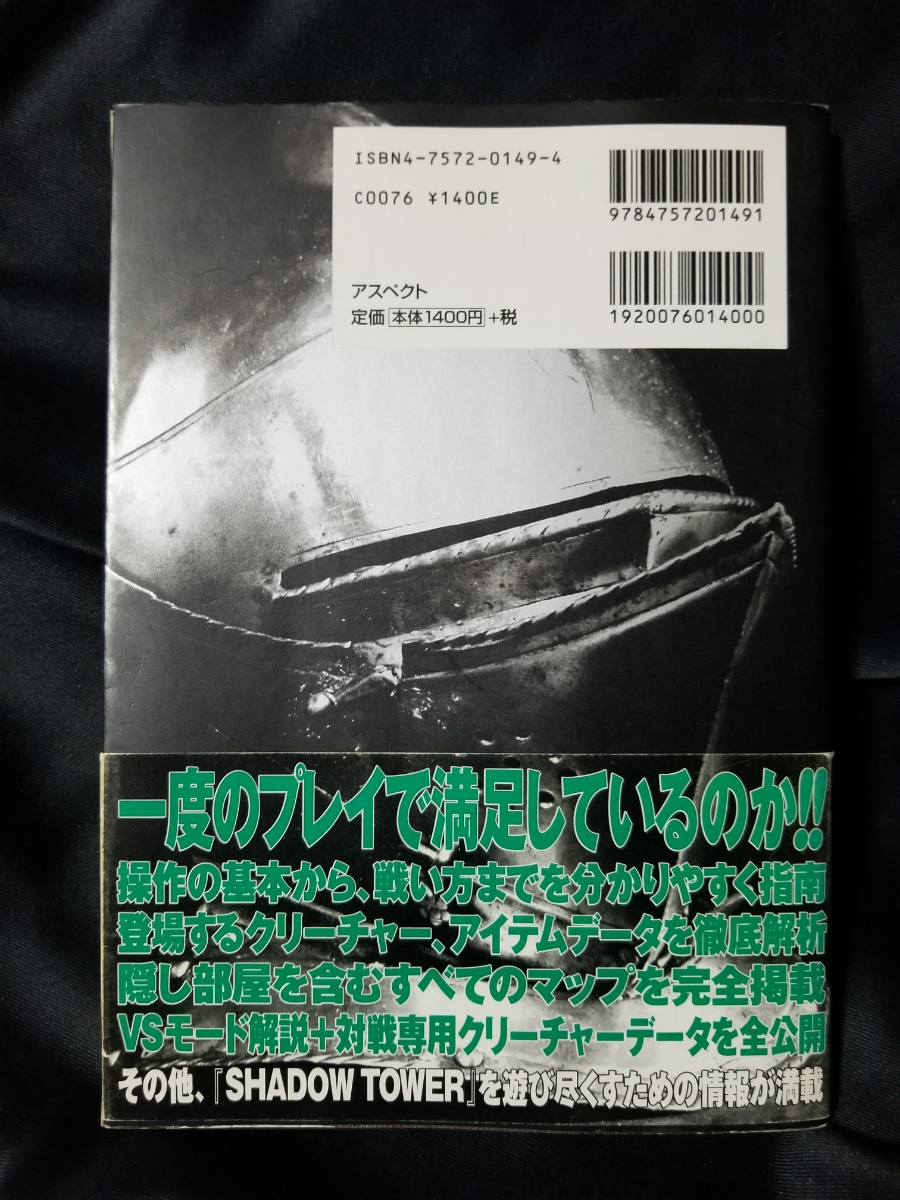 ISBN4-7572-0149-4
C0076 ¥1400E
9784757201491
アスペクト
定価 本体1400円 +税
1920076014000
一度のプレイで満足しているのか!!
操作の基本から、戦い方までを分かりやすく指南
登場するクリーチャー、アイテムデータを徹底解析
隠し部屋を含むすべてのマップを完全掲載
VSモード解説＋対戦専用クリーチャーデータを全公開
その他、『SHADOW TOWER』を遊び尽くすための情報が満載